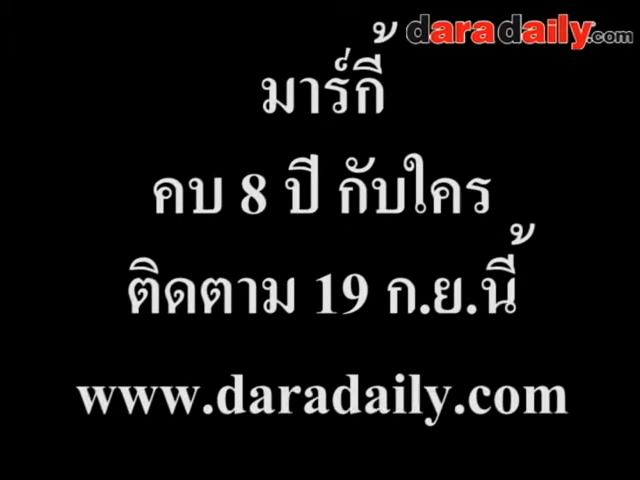 daradaily.com
มาร์กี้
คบ 8 ปี กับใคร
ติดตาม 19 ก.ย.นี้
www.daradaily.com